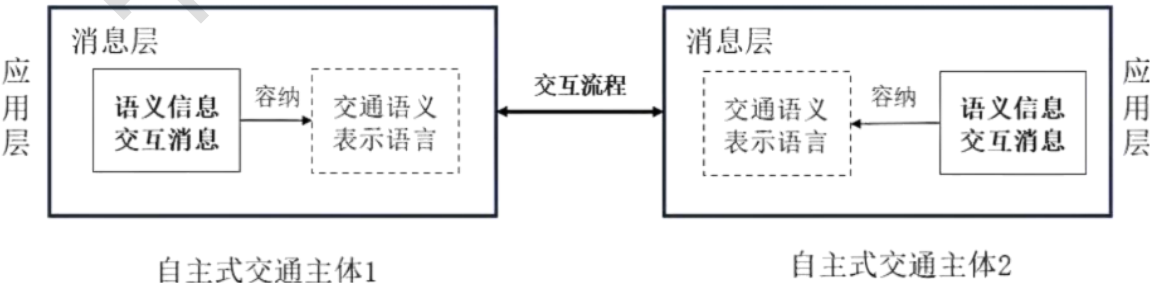 应用层
消息层
语义信息
交互消息
容纳
交通语义
表示语言
交互流程
消息层
交通语义
表示语言
容纳
语义信息
交互消息
应用层
自主式交通主体1
自主式交通主体2